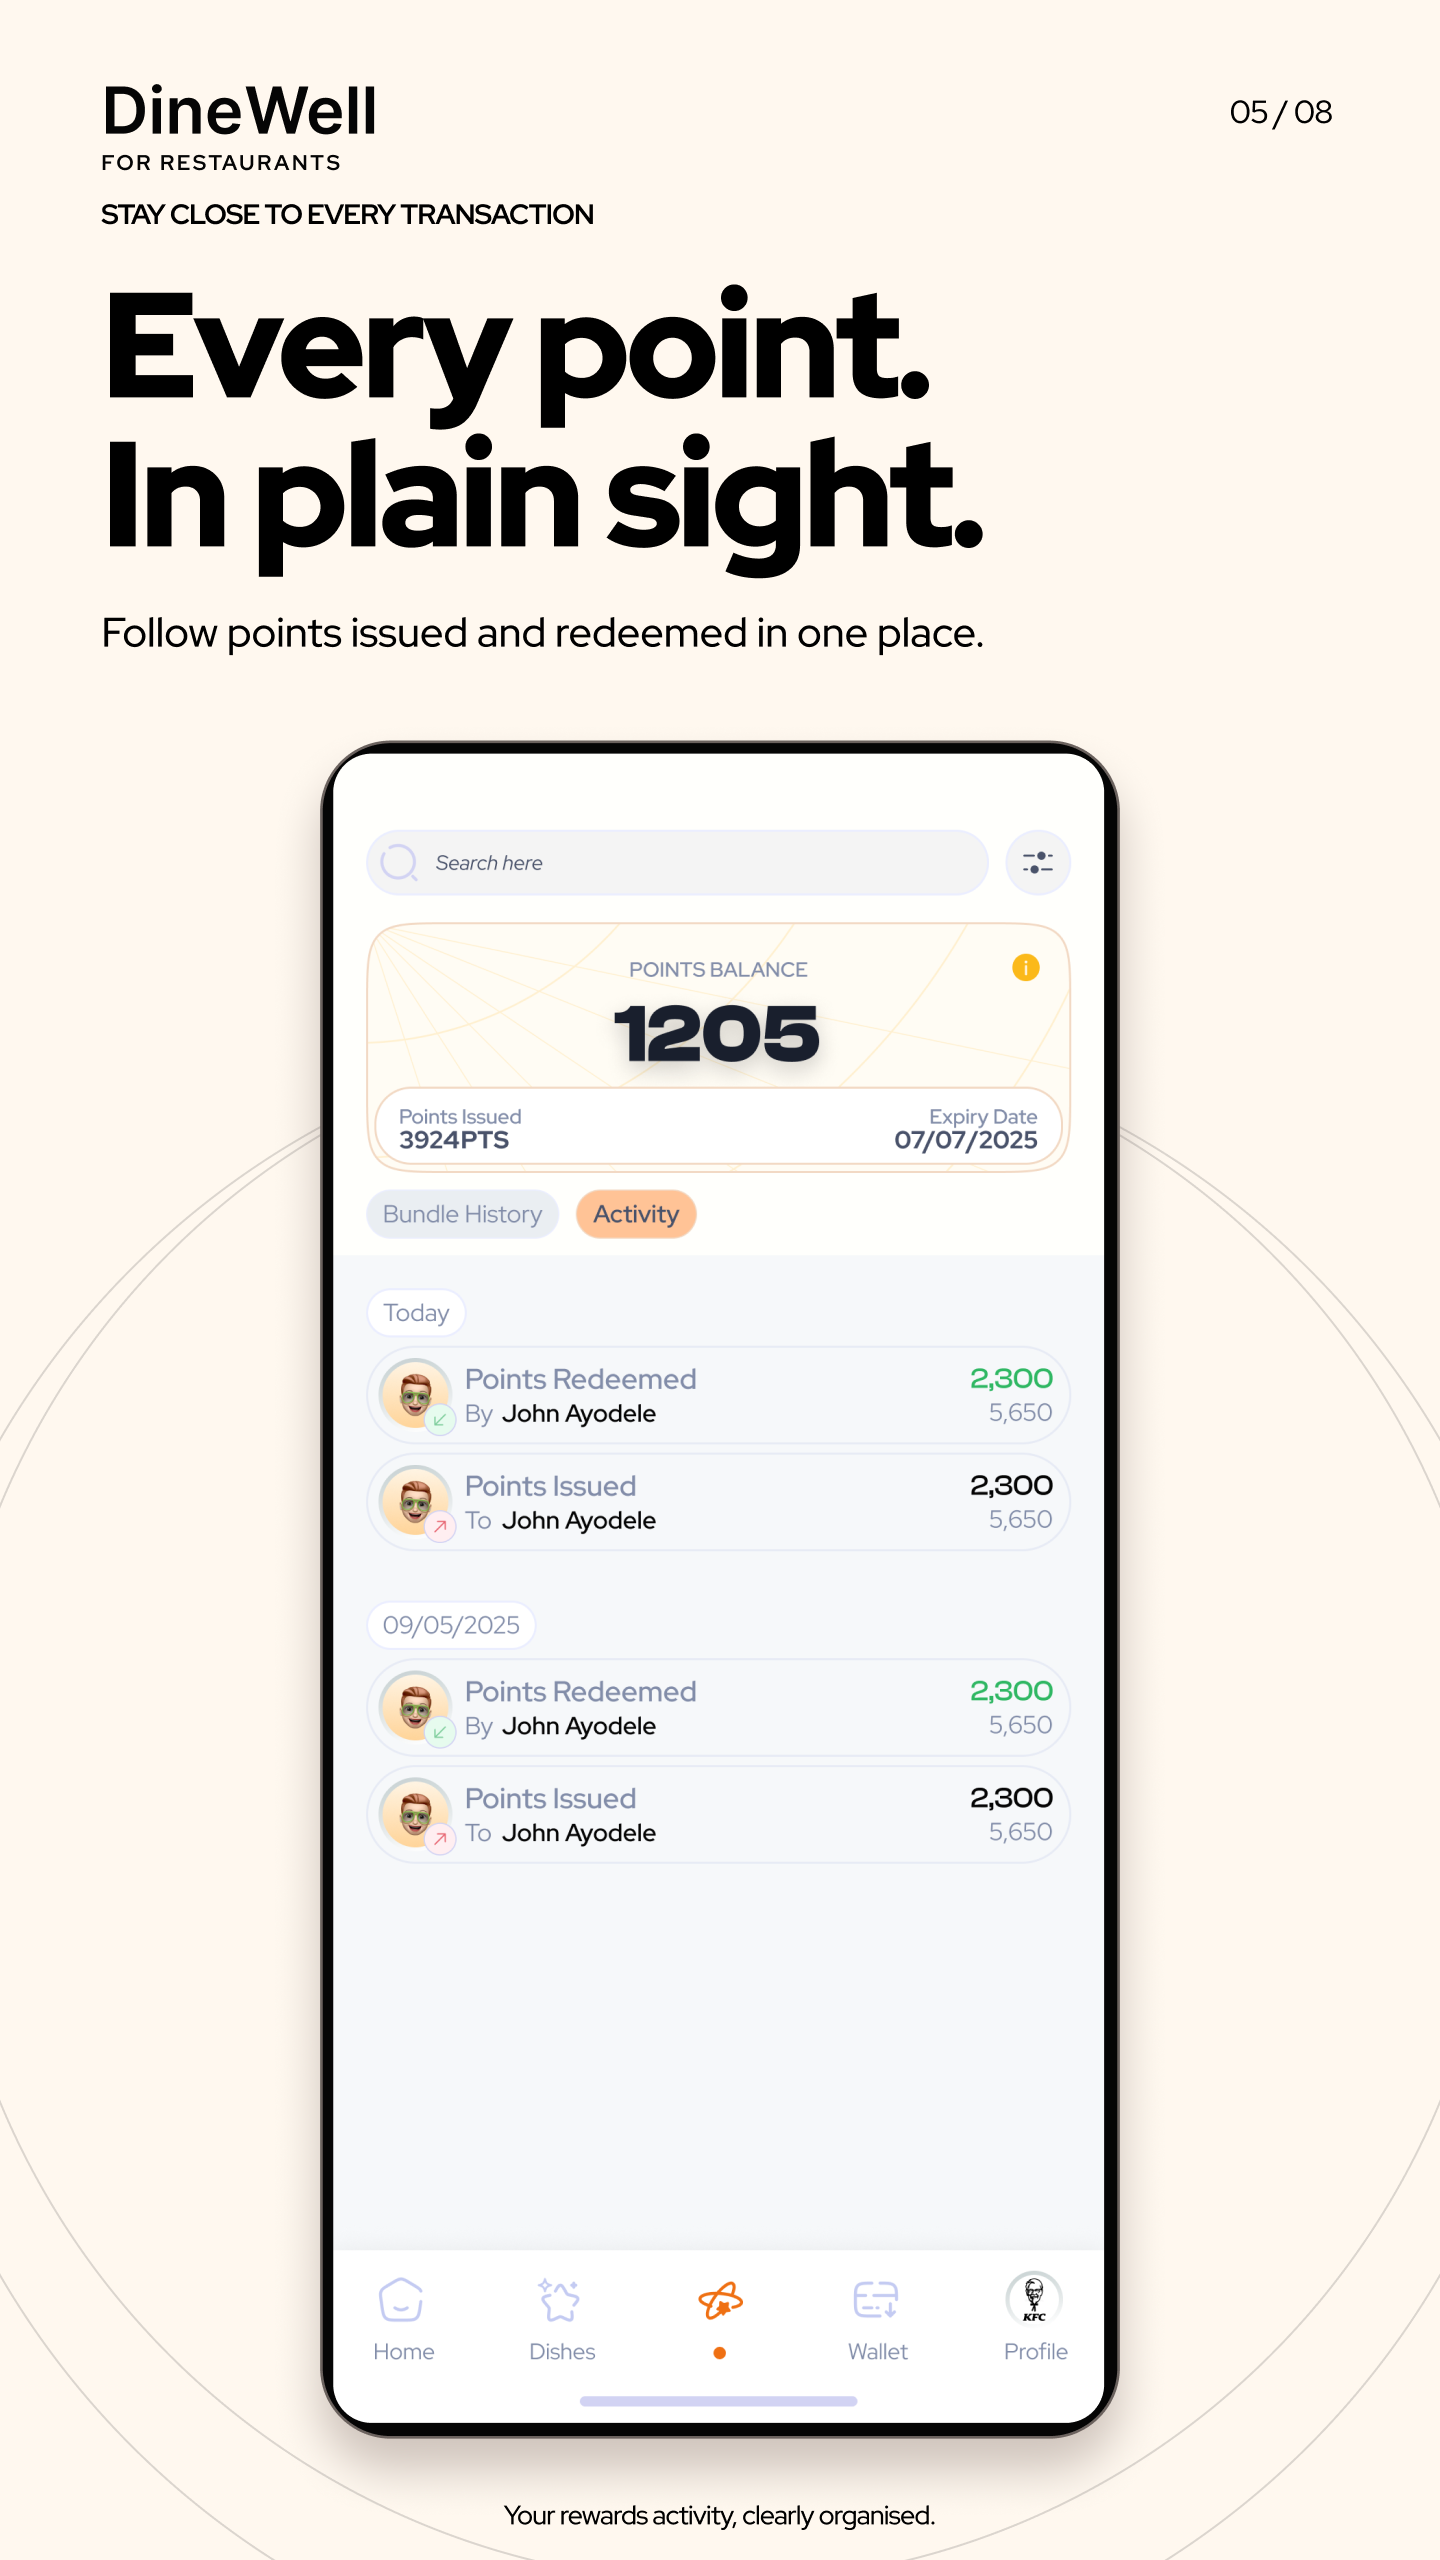 DineWell
05 / 08
FOR RESTAURANTS
STAY CLOSE TO EVERY TRANSACTION
Every point.
In plain sight.
Follow points issued and redeemed in one place.
Search here
POINTS BALANCE
i
1205
Points Issued
Expiry Date
3924PTS
07/07/2025
Bundle History
Activity
Today
Points Redeemed
2,300
By John Ayodele
5,650
Points Issued
2,300
To John Ayodele
5,650
09/05/2025
Points Redeemed
2,300
By John Ayodele
5,650
Points Issued
2,300
To John Ayodele
5,650
KFC
Home
Dishes
Wallet
Profile
Your rewards activity, clearly organised.